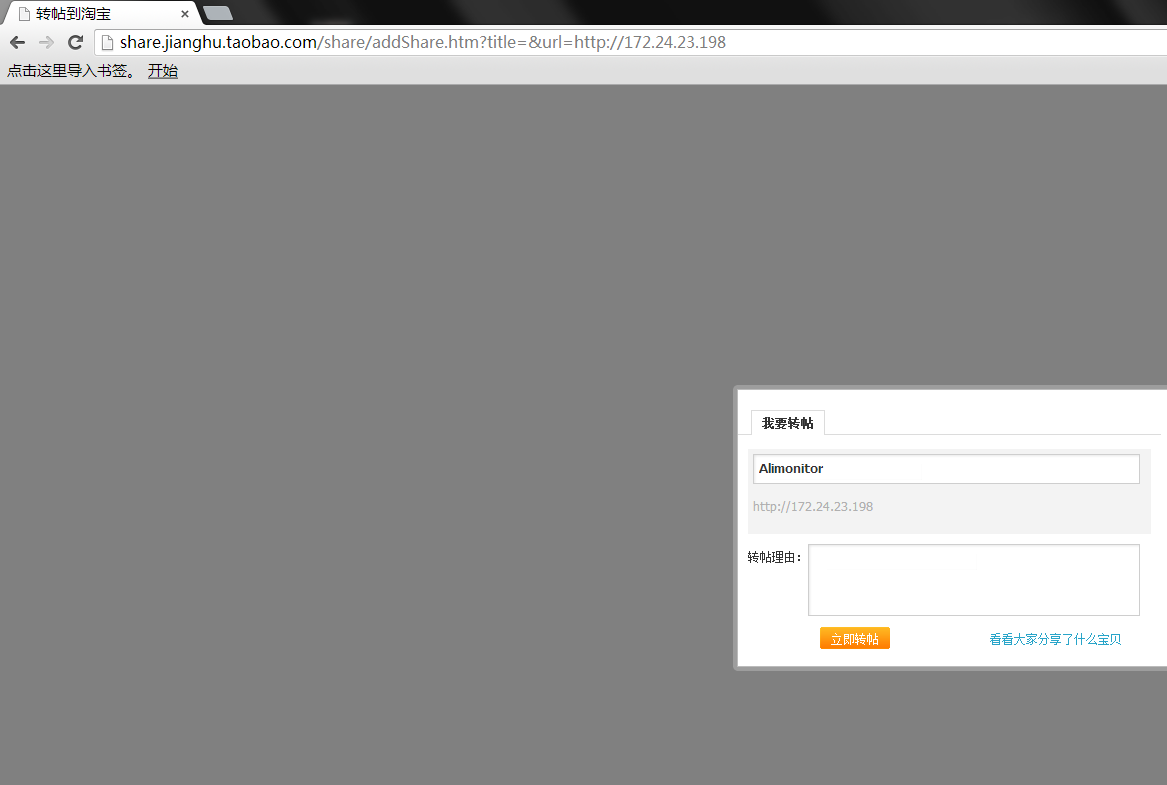 转帖到淘宝
share.jianghu.taobao.com/share/addShare.htm?title=&url=http://172.24.23.198
点击这里导入书签。 开始
我要转帖
Alimonitor
http://172.24.23.198
转帖理由：
立即转帖 看看大家分享了什么宝贝